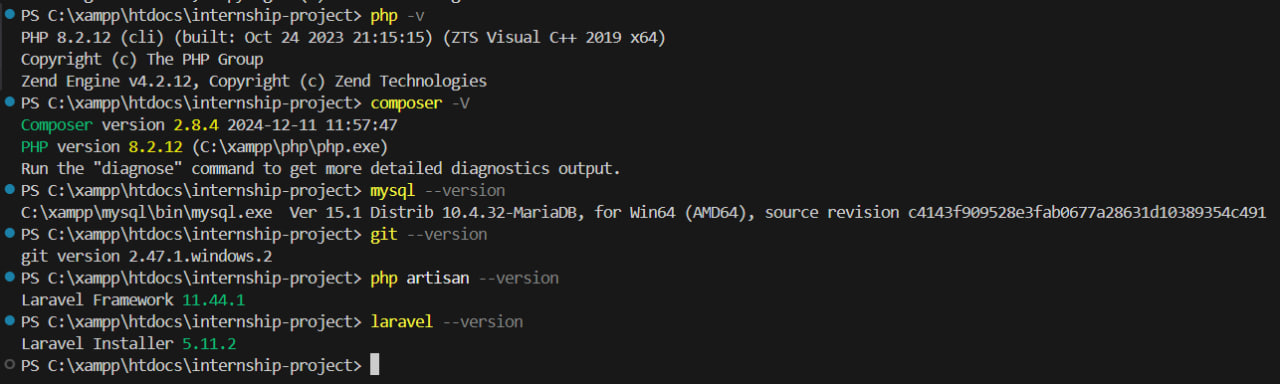 PS C:\xampp\htdocs\internship-project> php -v
PHP 8.2.12 (cli) (built: Oct 24 2023 21:15:15) (ZTS Visual C++ 2019 x64)
Copyright (c) The PHP Group
Zend Engine v4.2.12, Copyright (c) Zend Technologies
PS C:\xampp\htdocs\internship-project> composer -V
Composer version 2.8.4 2024-12-11 11:57:47
PHP version 8.2.12 (C:\xampp\php\php.exe)
Run the "diagnose" command to get more detailed diagnostics output.
PS C:\xampp\htdocs\internship-project> mysql --version
C:\xampp\mysql\bin\mysql.exe  Ver 15.1 Distrib 10.4.32-MariaDB, for Win64 (AMD64), source revision c4143f909528e3fab0677a28631d10389354c491
PS C:\xampp\htdocs\internship-project> git --version
git version 2.47.1.windows.2
PS C:\xampp\htdocs\internship-project> php artisan --version
Laravel Framework 11.44.1
PS C:\xampp\htdocs\internship-project> laravel --version
Laravel Installer 5.11.2
PS C:\xampp\htdocs\internship-project>